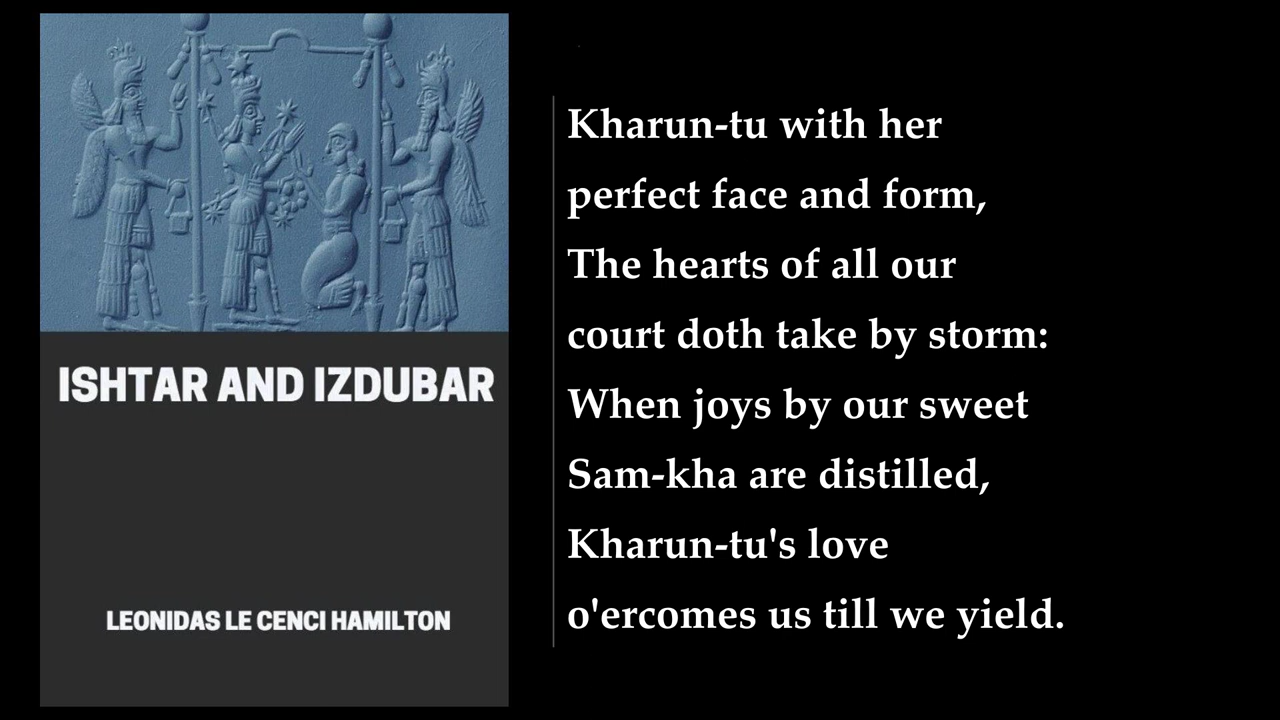 ISHTAR AND IZDUBAR
LEONIDAS LE CENCI HAMILTON
Kharun-tu with her
perfect face and form,
The hearts of all our
court doth take by storm:
When joys by our sweet
Sam-kha are distilled,
Kharun-tu's love
o'ercomes us till we yield.